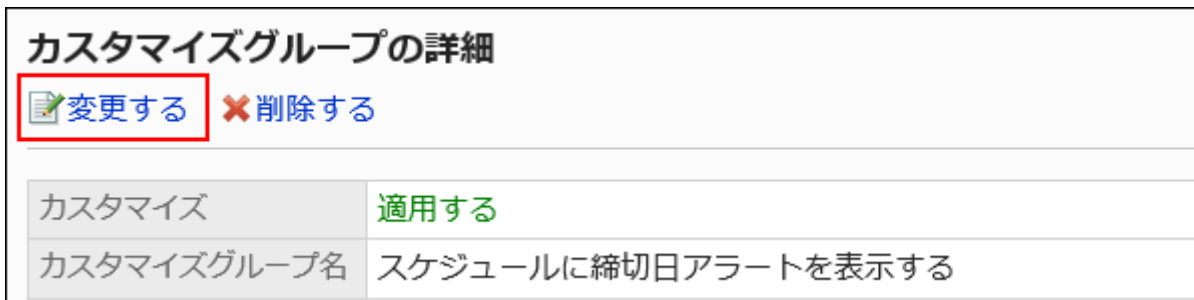 カスタマイズグループの詳細
変更する 削除する
カスタマイズ 適用する
カスタマイズグループ名 スケジュールに締切日アラートを表示する